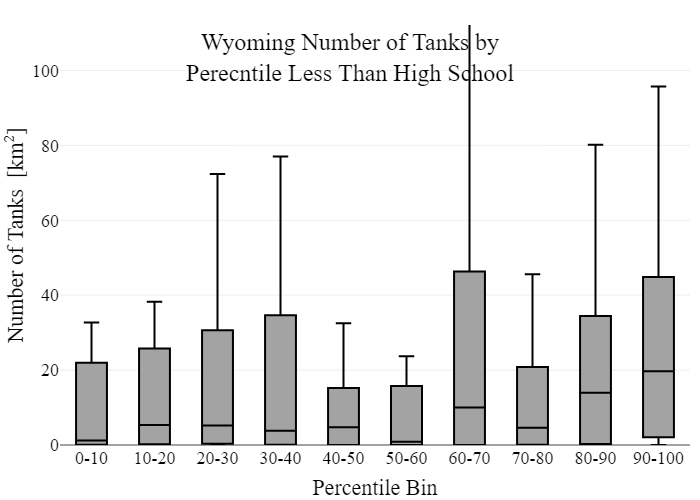 Wyoming Number of Tanks by
Perecntile Less Than High School
Number of Tanks [km²]
100
80
60
40
20
0
0-10 10-20 20-30 30-40 40-50 50-60 60-70 70-80 80-90 90-100
Percentile Bin